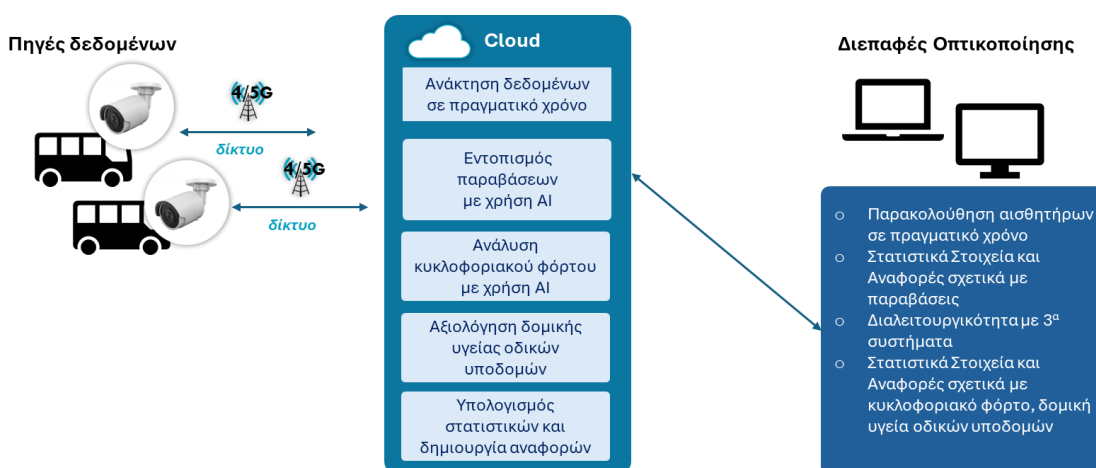 Πηγές δεδομένων
4/5G
δίκτυο
4/5G
δίκτυο
Cloud
Ανάκτηση δεδομένων
σε πραγματικό χρόνο
Εντοπισμός
παραβάσεων
με χρήση AI
Ανάλυση
κυκλοφοριακού φόρτου
με χρήση AI
Αξιολόγηση δομικής
υγείας οδικών
υποδομών
Υπολογισμός
στατιστικών και
δημιουργία αναφορών
Διεπαφές Οπτικοποίησης
o Παρακολούθηση αισθητήρων
σε πραγματικό χρόνο
o Στατιστικά Στοιχεία και
Αναφορές σχετικά με
παραβάσεις
o Διαλειτουργικότητα με 3α
συστήματα
o Στατιστικά Στοιχεία και
Αναφορές σχετικά με
κυκλοφοριακό φόρτο, δομική
υγεία οδικών υποδομών